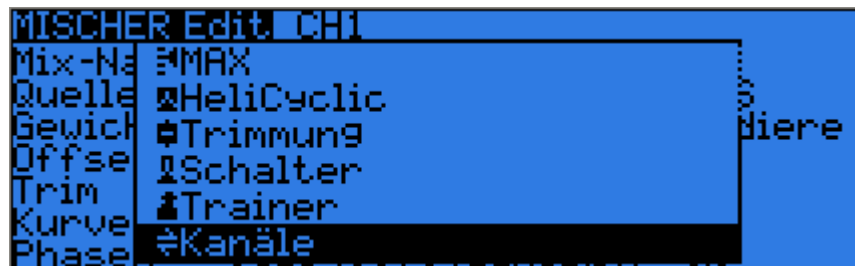 MISCHER Edit CH1
Mix-Na
MAX
Quelle
HeliCyclic
Gewich
Trimmung
diere
Offse
Schalter
Trim
Trainer
Kurve
Kanäle
Phase